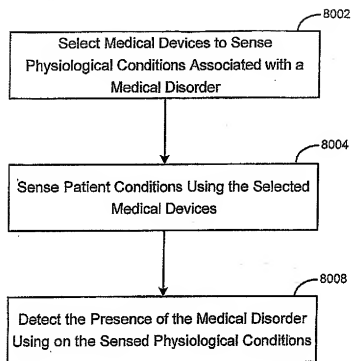 8002
Select Medical Devices to Sense
Physiological Conditions Associated with a
Medical Disorder
8004
Sense Patient Conditions Using the Selected
Medical Devices
8008
Detect the Presence of the Medical Disorder
Using on the Sensed Physiological Conditions